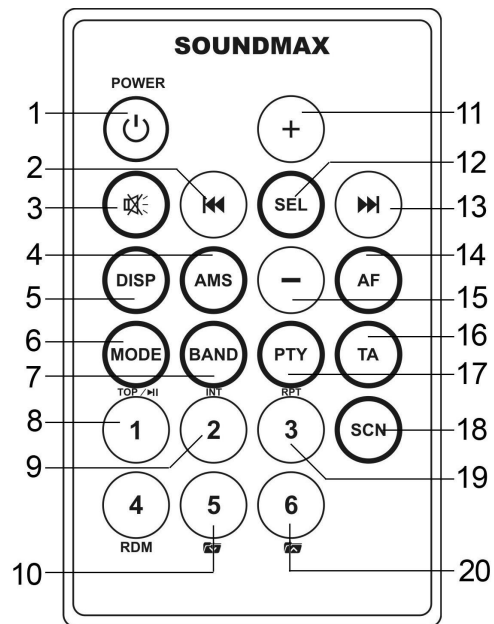 SOUNDMAX
POWER
1 + 11
2 12
3 SEL 13
4 14
DISP AMS − AF
5 15
6 16
MODE BAND PTY TA
7 17
TOP / ⏯ INT RPT
8 1 2 3 SCN 18
9 19
4 5 6
RDM
10 20